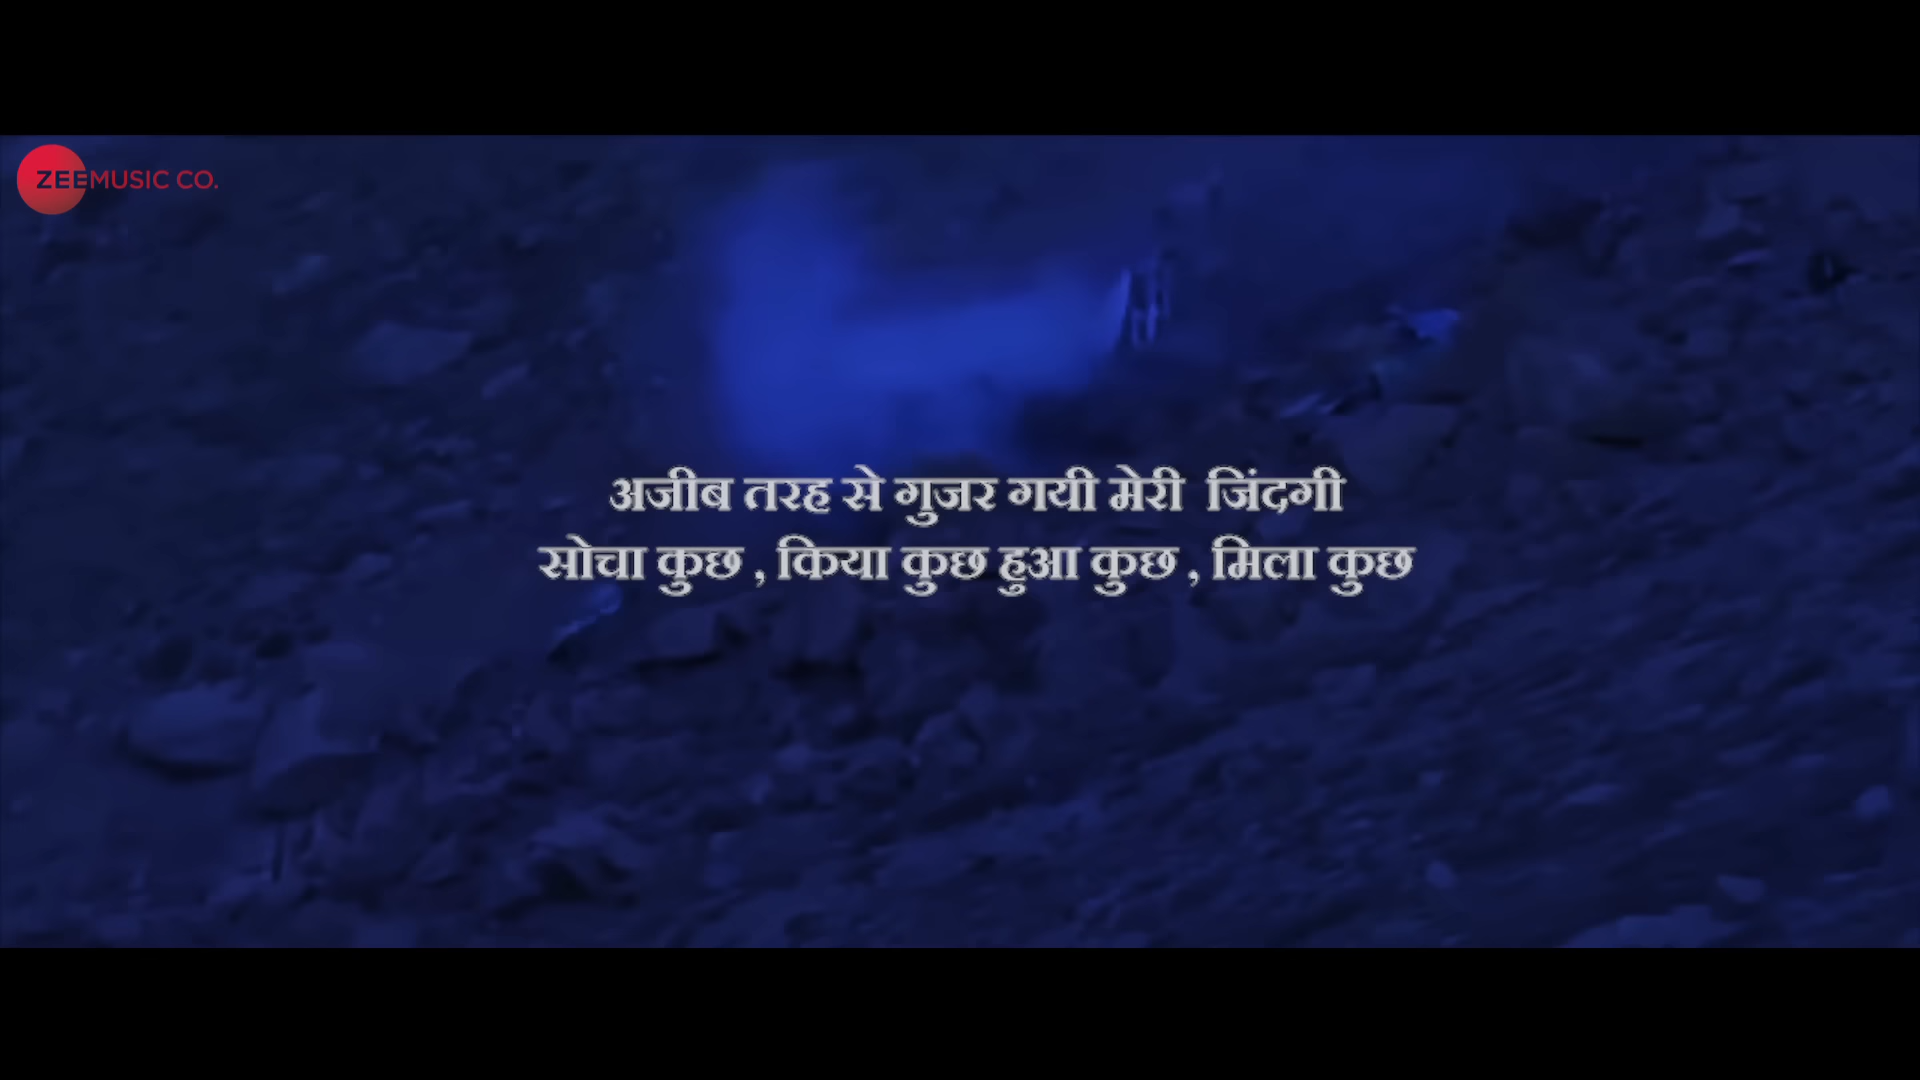 ZEEMUSIC CO.
अजीब तरह से गुजर गयी मेरी जिंदगी
सोचा कुछ , किया कुछ हुआ कुछ , मिला कुछ